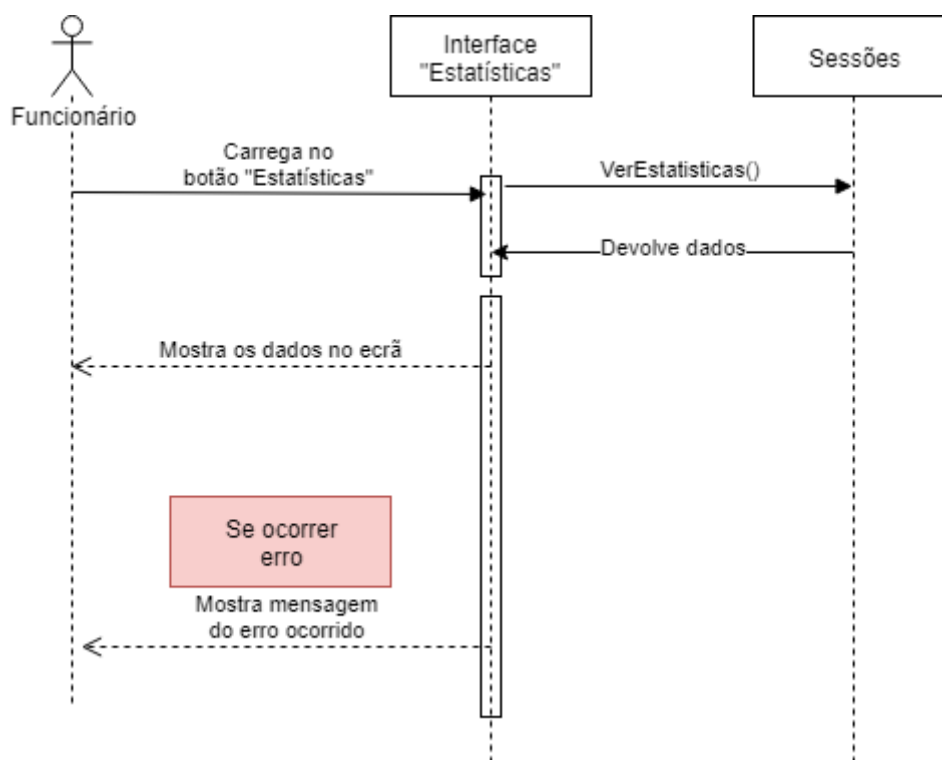 Funcionário
Interface
"Estatísticas"
Sessões
Carrega no
botão "Estatísticas"
VerEstatisticas()
Devolve dados
Mostra os dados no ecrã
Se ocorrer
erro
Mostra mensagem
do erro ocorrido